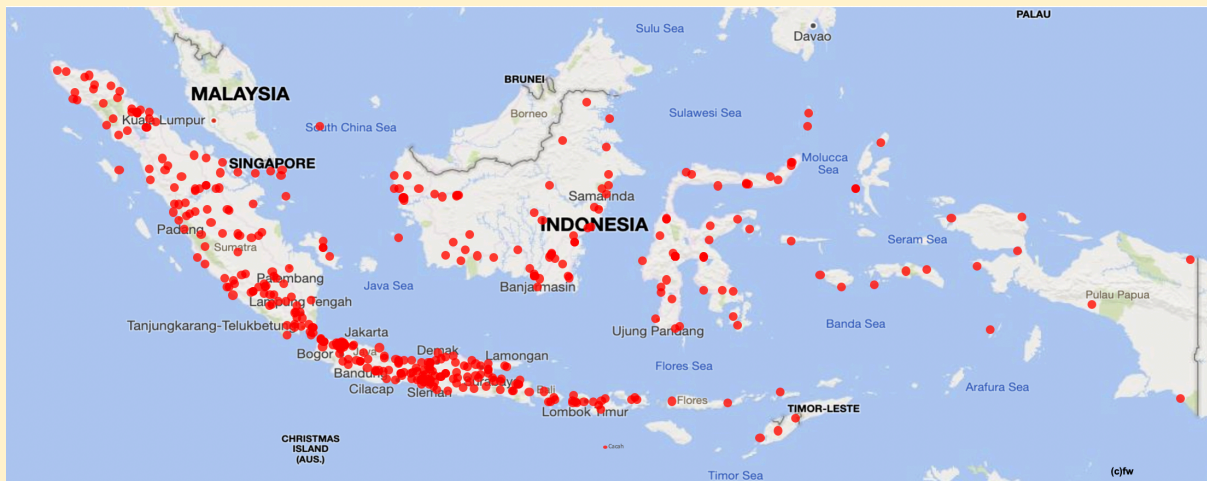 PALAU
Sulu Sea
Davao
BRUNEI
MALAYSIA
Borneo
Sulawesi Sea
Kuala Lumpur
South China Sea
Molucca
Sea
SINGAPORE
Samarinda
INDONESIA
Padang
Sumatra
Seram Sea
Palembang
Java Sea
Banjarmasin
Pulau Papua
Lampung Tengah
Tanjungkarang-Telukbetung
Jakarta
Ujung Pandang
Banda Sea
Bogor
Java
Demak
Lamongan
Flores Sea
Bandung
Surabay
Cilacap
Sleman
Bali
Arafura Sea
Flores
Lombok Timur
TIMOR-LESTE
CHRISTMAS
ISLAND
(AUS.)
Timor Sea
(c)fw